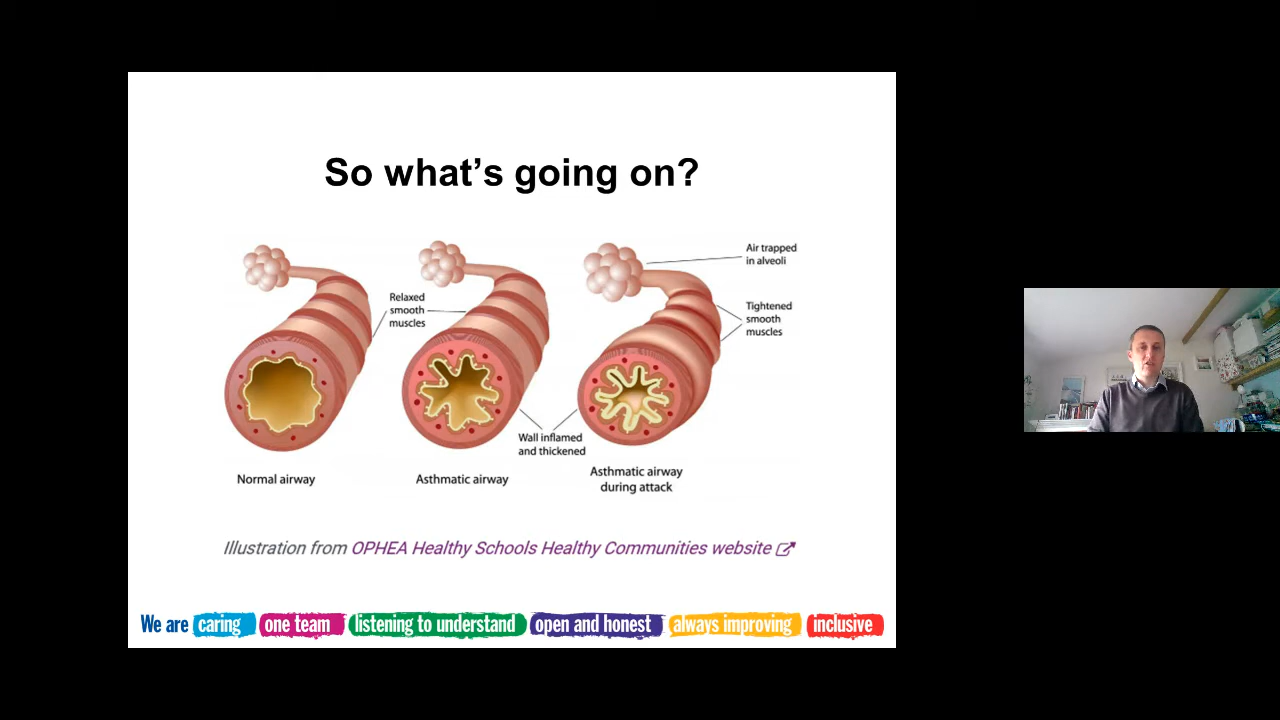 So what's going on?
Air trapped
in alveoli
Relaxed
smooth
muscles
Tightened
smooth
muscles
Wall inflamed
and thickened
Normal airway
Asthmatic airway
Asthmatic airway
during attack
Illustration from OPHEA Healthy Schools Healthy Communities website
We are caring one team listening to understand open and honest always improving inclusive